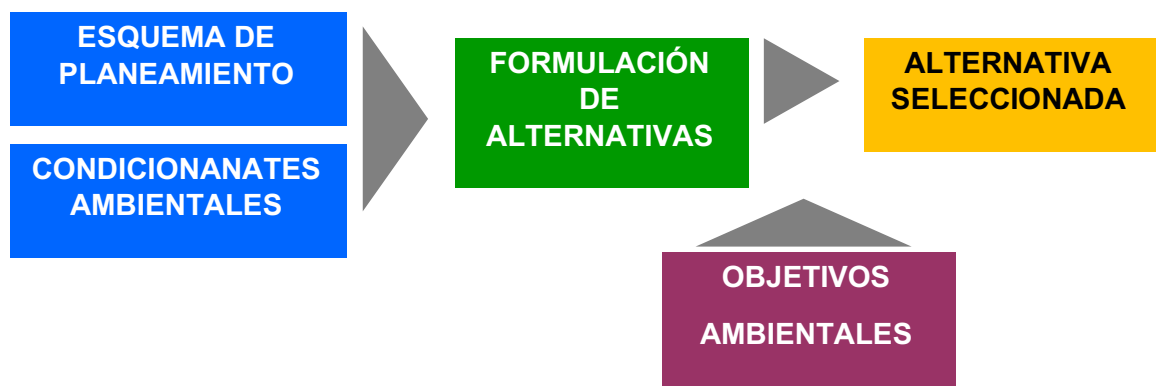 ESQUEMA DE
PLANEAMIENTO
CONDICIONANATES
AMBIENTALES
FORMULACIÓN
DE
ALTERNATIVAS
ALTERNATIVA
SELECCIONADA
OBJETIVOS
AMBIENTALES